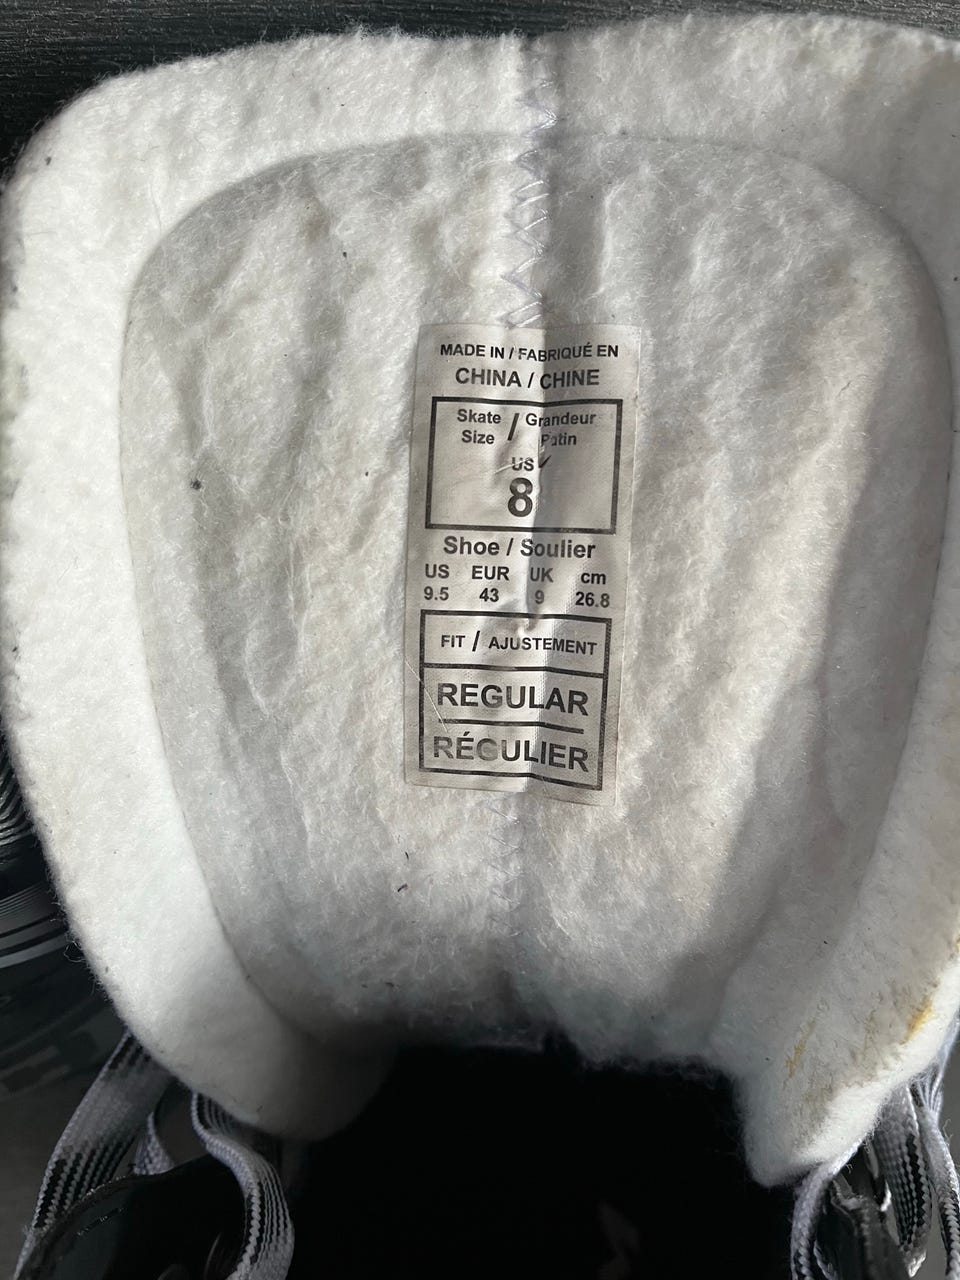 MADE IN / FABRIQUÉ EN
CHINA / CHINE
Skate / Grandeur
Size Patin
US
8
Shoe / Soulier
US EUR UK cm
9.5 43 9 26.8
FIT / AJUSTEMENT
REGULAR
RÉGULIER